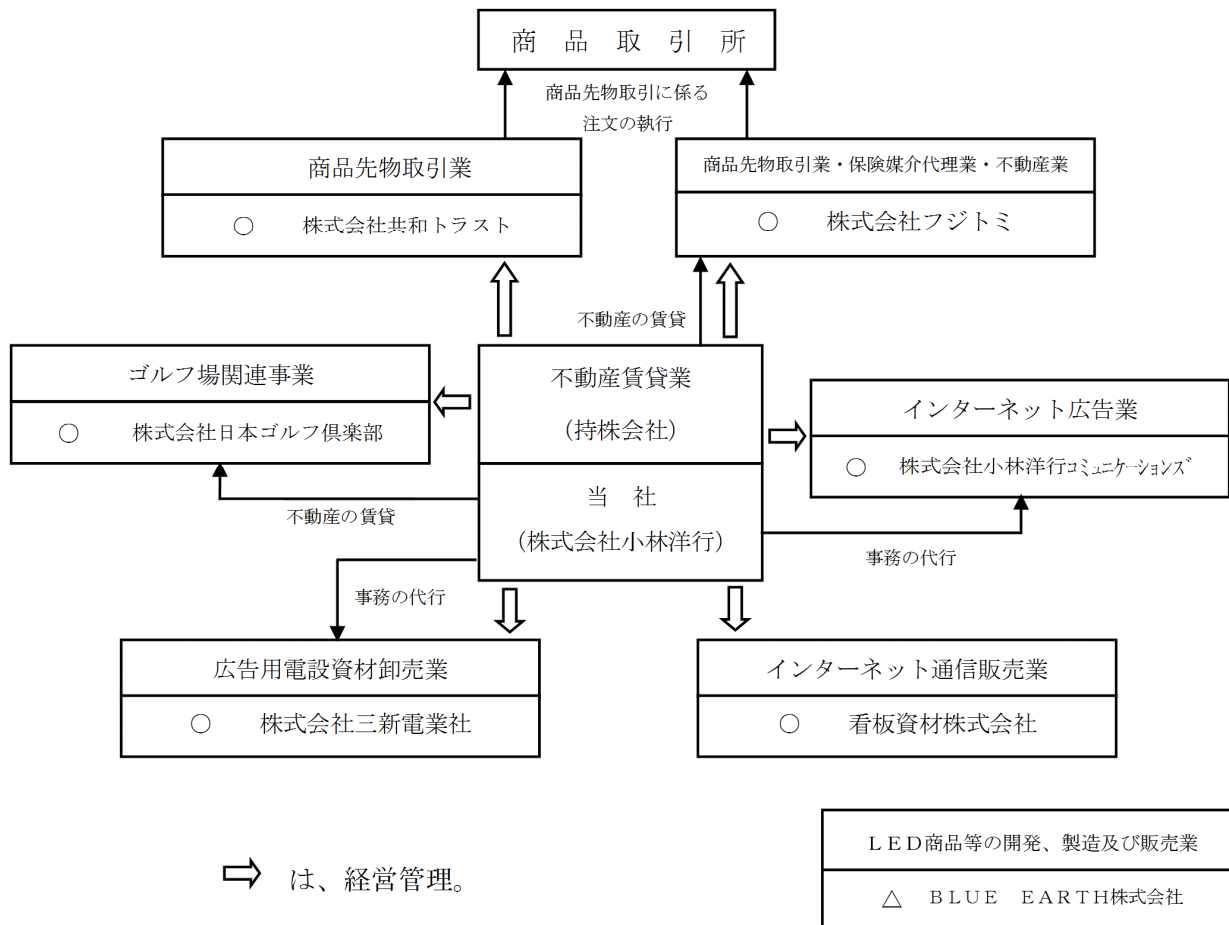 商品取引所
商品先物取引に係る
注文の執行
商品先物取引業
○ 株式会社共和トラスト
商品先物取引業・保険媒介代理業・不動産業
○ 株式会社フジトミ
不動産の賃貸
ゴルフ場関連事業
○ 株式会社日本ゴルフ倶楽部
不動産賃貸業
(持株会社)
当 社
(株式会社小林洋行)
インターネット広告業
○ 株式会社小林洋行ｺﾐｭﾆｹｰｼｮﾝｽﾞ
不動産の賃貸
事務の代行
事務の代行
広告用電設資材卸売業
○ 株式会社三新電業社
インターネット通信販売業
○ 看板資材株式会社
⇨ は、経営管理。
ＬＥＤ商品等の開発、製造及び販売業
△ ＢＬＵＥ ＥＡＲＴＨ株式会社